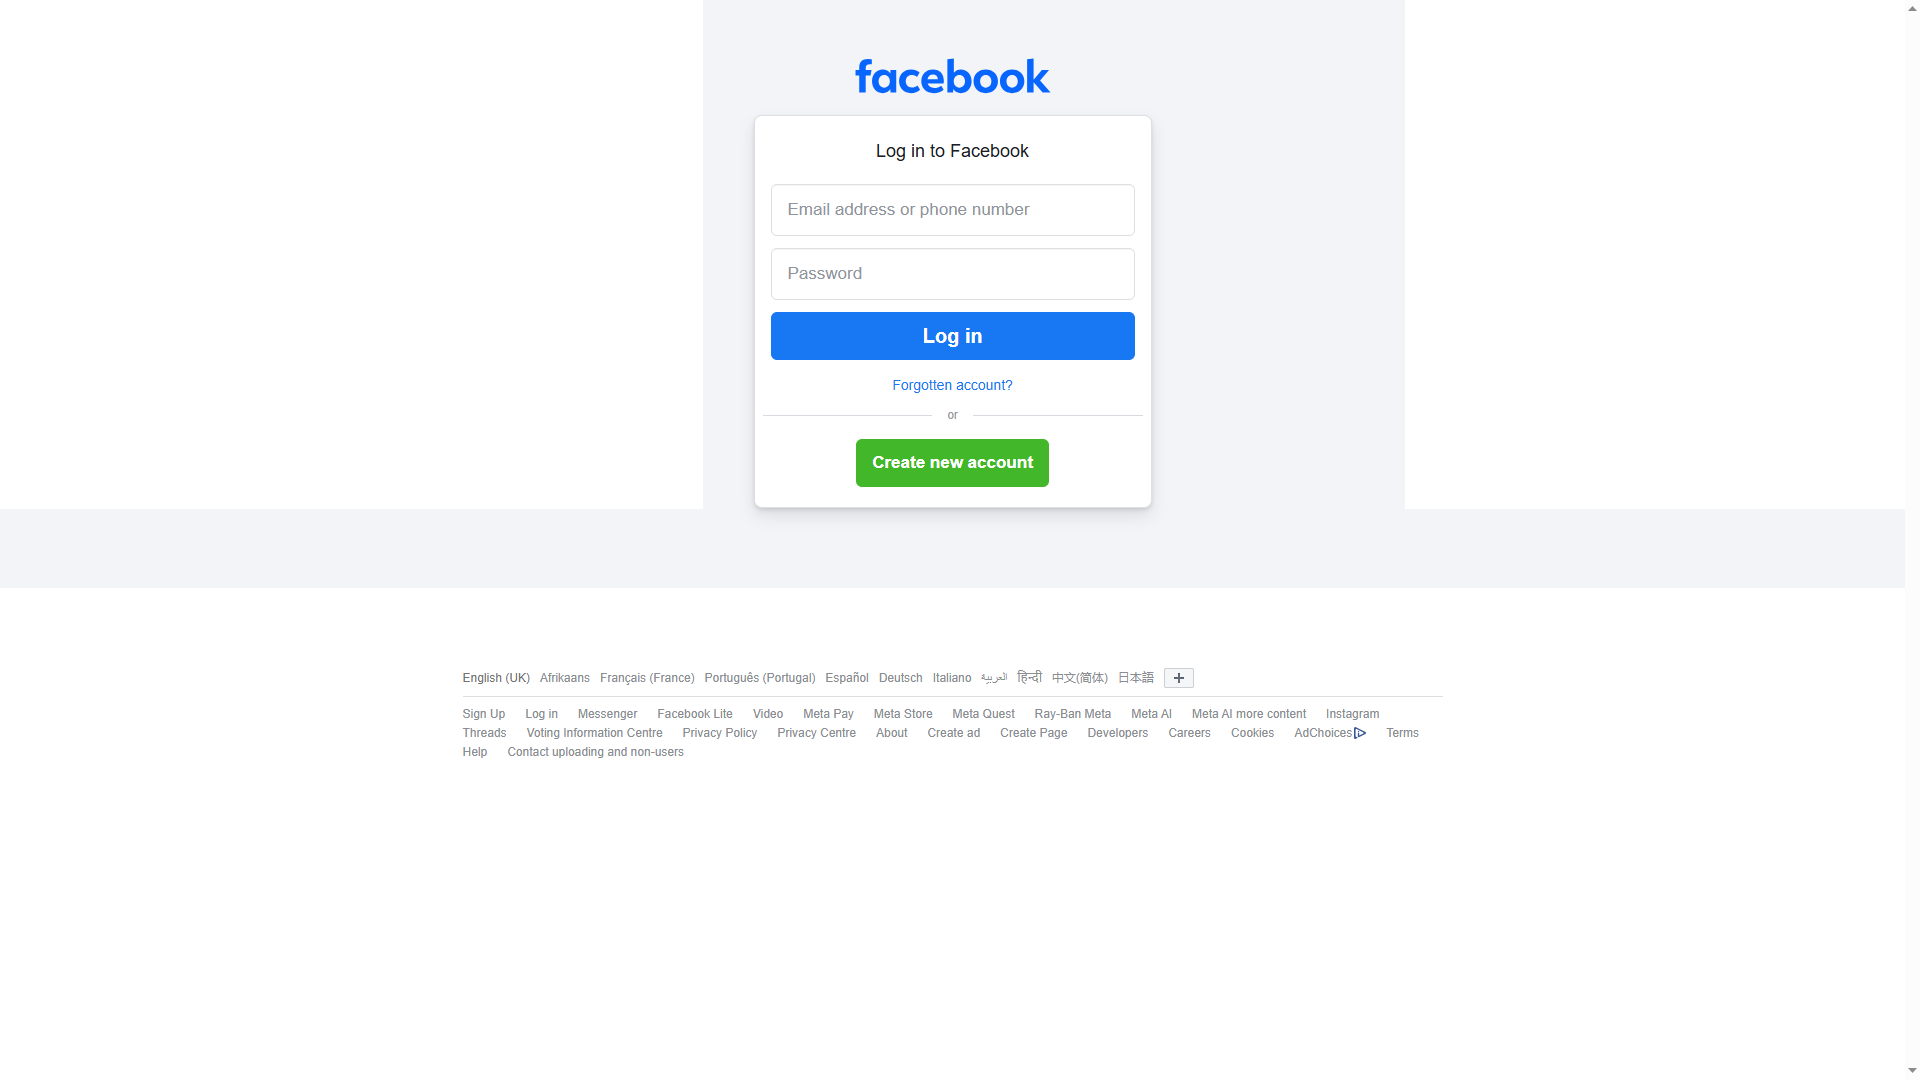 facebook
Log in to Facebook
Email address or phone number
Password
Log in
Forgotten account?
or
Create new account
English (UK) Afrikaans Français (France) Português (Portugal) Español Deutsch Italiano العربية हिन्दी 中文(简体) 日本語
Sign Up Log in Messenger Facebook Lite Video Meta Pay Meta Store Meta Quest Ray-Ban Meta Meta AI Meta AI more content Instagram
Threads Voting Information Centre Privacy Policy Privacy Centre About Create ad Create Page Developers Careers Cookies AdChoices Terms
Help Contact uploading and non-users